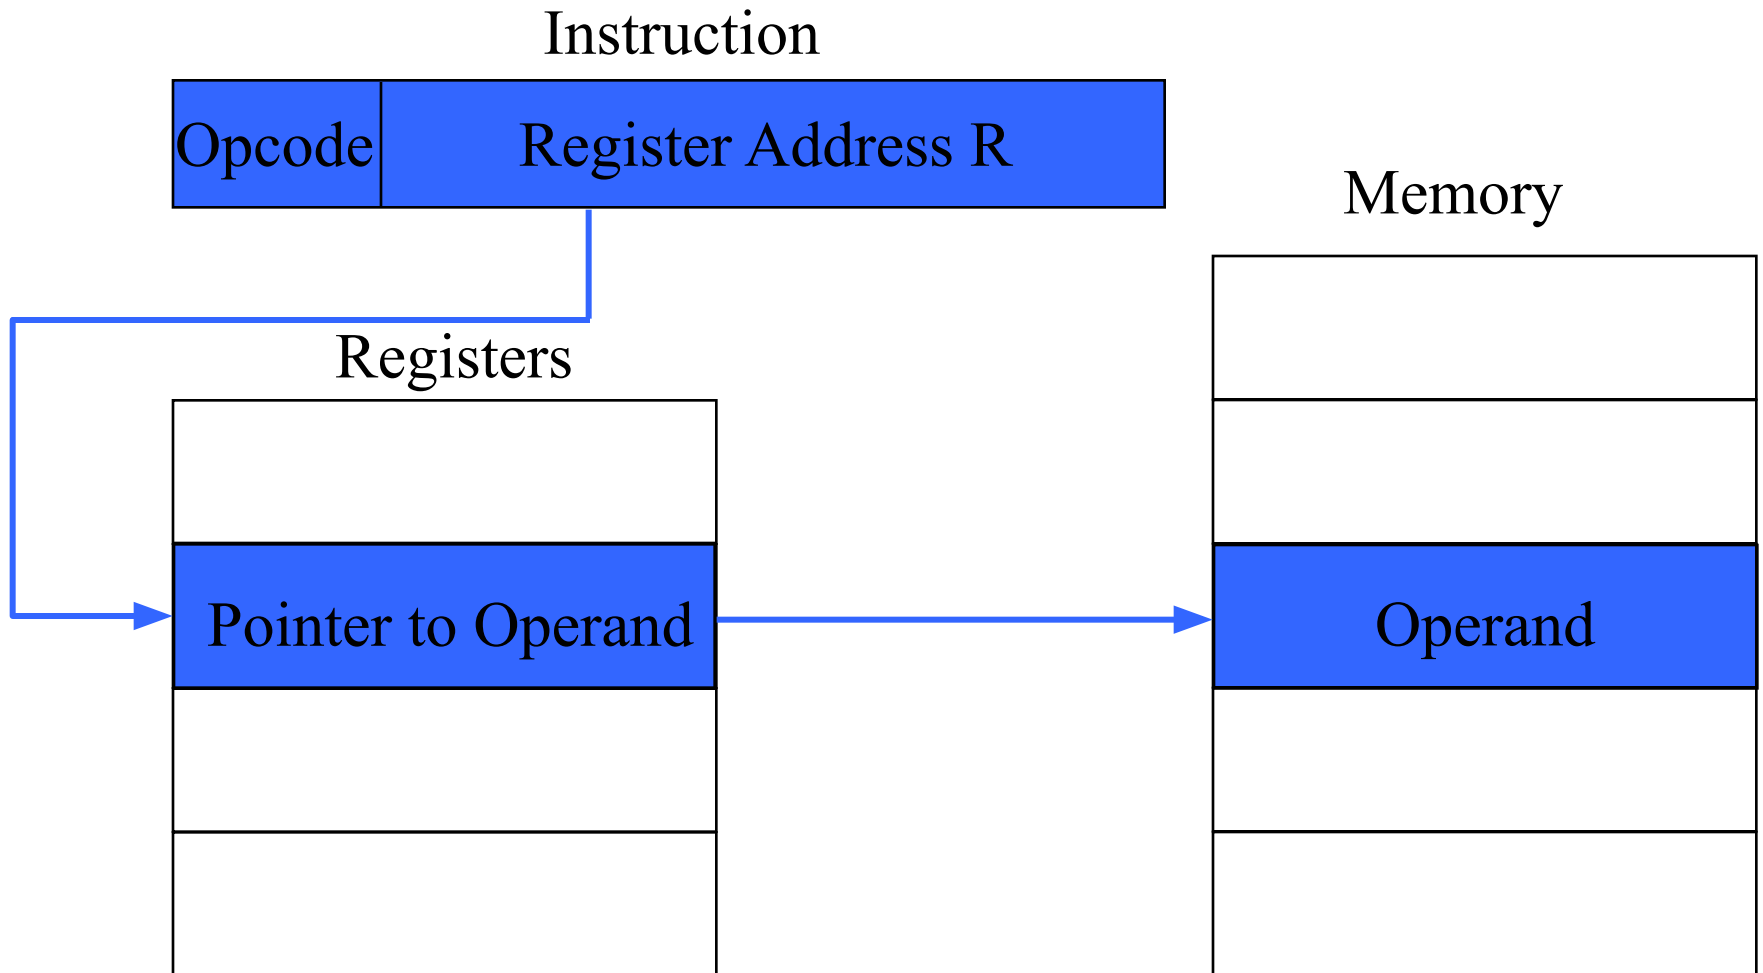 Instruction
Opcode
Register Address R
Memory
Registers
Pointer to Operand
Operand